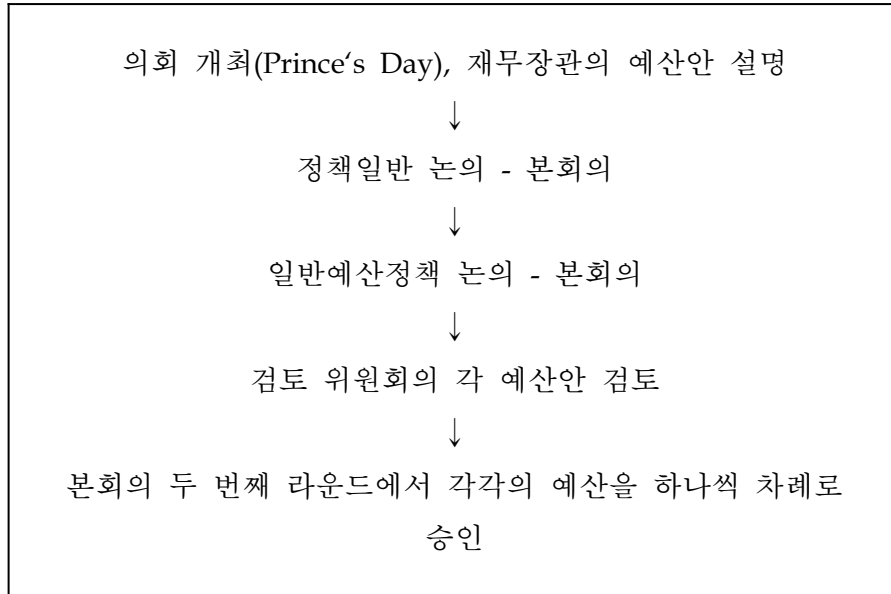 의회 개최(Prince‘s Day), 재무장관의 예산안 설명
↓
정책일반 논의 - 본회의
↓
일반예산정책 논의 - 본회의
↓
검토 위원회의 각 예산안 검토
↓
본회의 두 번째 라운드에서 각각의 예산을 하나씩 차례로
승인